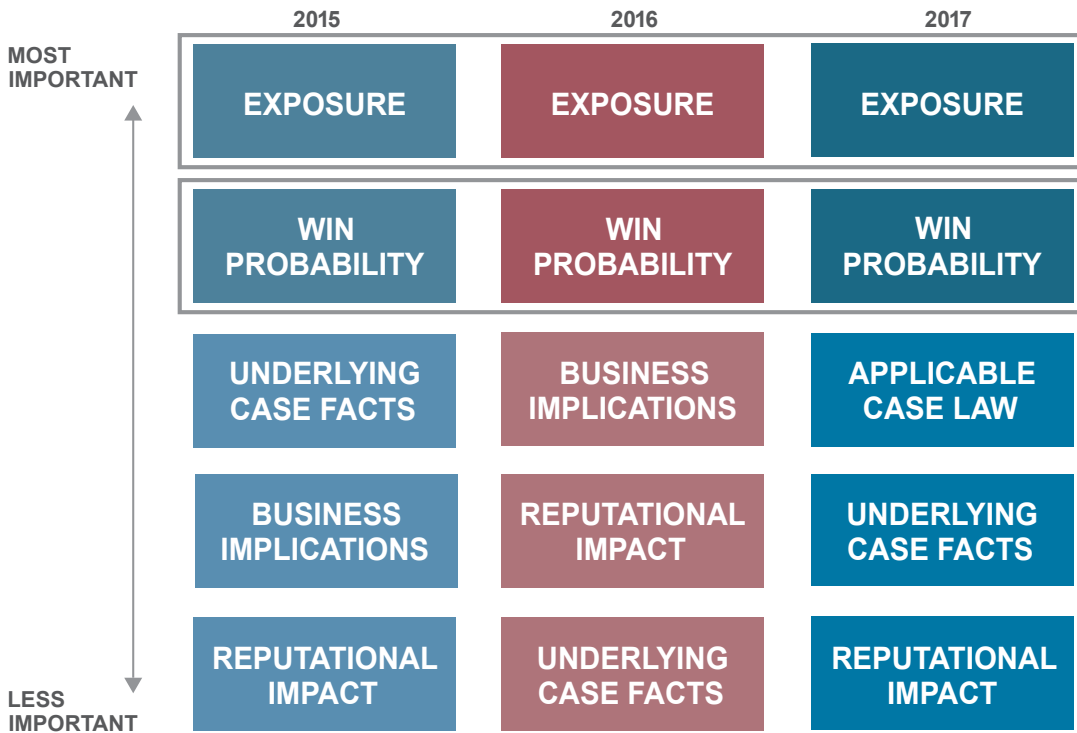 2015
2016
2017
MOST
IMPORTANT
EXPOSURE
EXPOSURE
EXPOSURE
WIN
PROBABILITY
WIN
PROBABILITY
WIN
PROBABILITY
UNDERLYING
CASE FACTS
BUSINESS
IMPLICATIONS
APPLICABLE
CASE LAW
BUSINESS
IMPLICATIONS
REPUTATIONAL
IMPACT
UNDERLYING
CASE FACTS
REPUTATIONAL
IMPACT
UNDERLYING
CASE FACTS
REPUTATIONAL
IMPACT
LESS
IMPORTANT